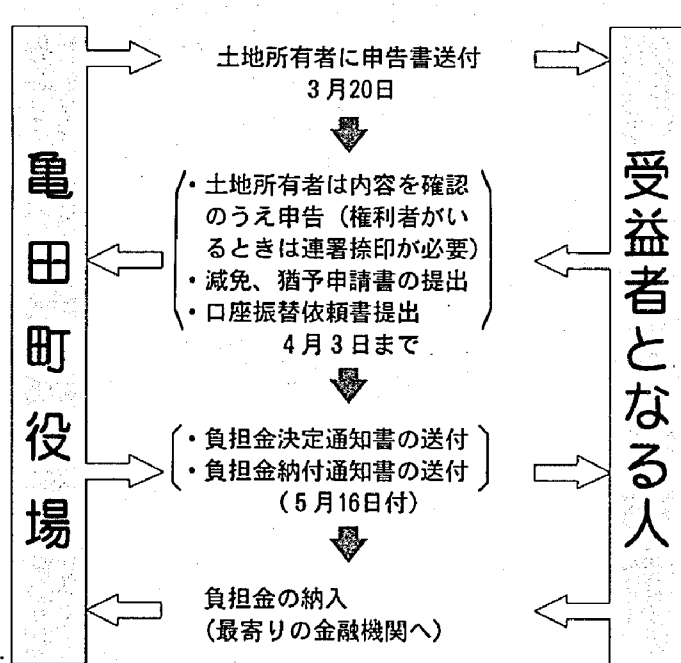 亀田町役場
土地所有者に申告書送付
3月20日
・土地所有者は内容を確認
のうえ申告（権利者がい
るときは連署捺印が必要）
・減免、猶予申請書の提出
・口座振替依頼書提出
4月3日まで
・負担金決定通知書の送付
・負担金納付通知書の送付
（5月16日付）
負担金の納入
（最寄りの金融機関へ）
受益者となる人